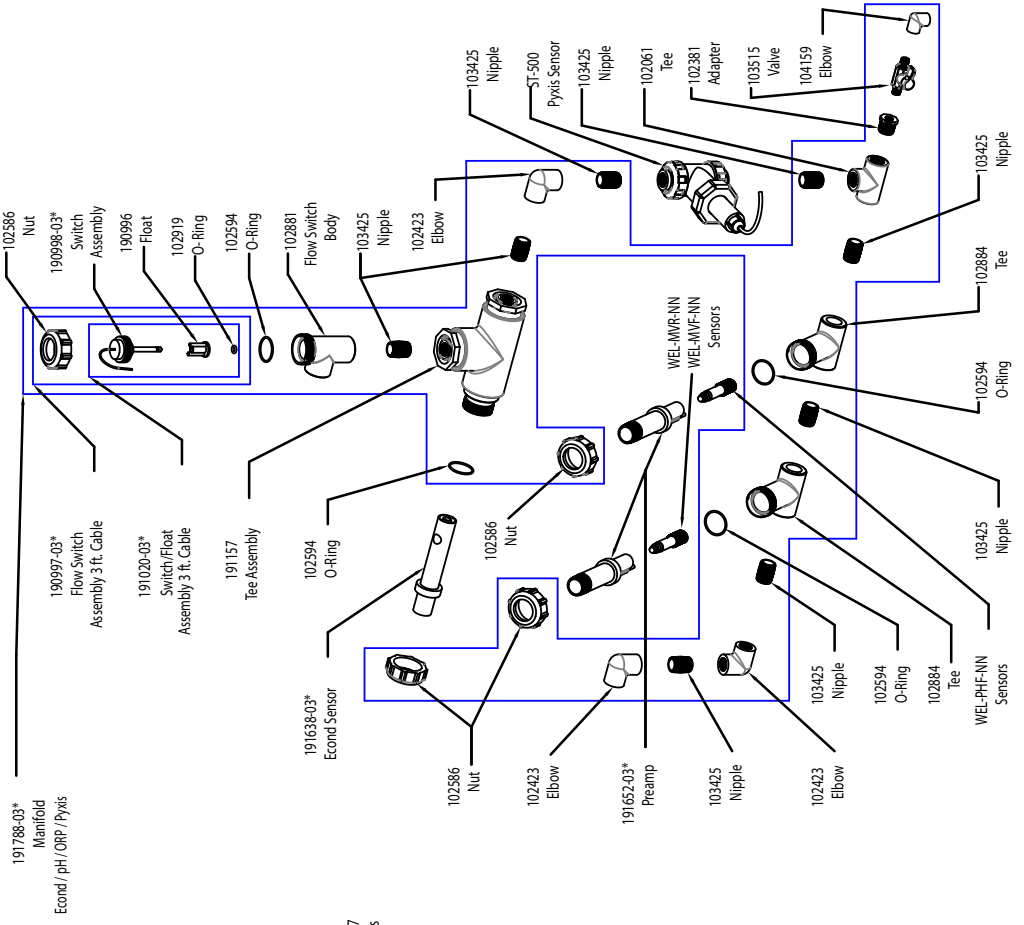 103425
Nipple
ST-500
Pyxis Sensor
103425
Nipple
102061
Tee
102381
Adapter
103515
Valve
104159
Elbow
102586
Nut
190998-03*
Switch
Assembly
190996
Float
102919
O-Ring
102594
O-Ring
102881
Flow Switch
Body
103425
Nipple
102423
Elbow
103425
Nipple
102884
Tee
102594
O-Ring
103425
Nipple
WEL-MVR-NN
WEL-MVF-NN
Sensors
190997-03*
Flow Switch
Assembly 3 ft. Cable
191020-03*
Switch/Float
Assembly 3 ft. Cable
191157
Tee Assembly
102594
O-Ring
102586
Nut
191638-03*
Econd Sensor
102586
Nut
102423
Elbow
191652-03*
Preamp
103425
Nipple
102423
Elbow
103425
Nipple
102594
O-Ring
102884
Tee
WEL-PHF-NN
Sensors
191788-03*
Manifold
Econd / pH / ORP / Pyxis
7
s